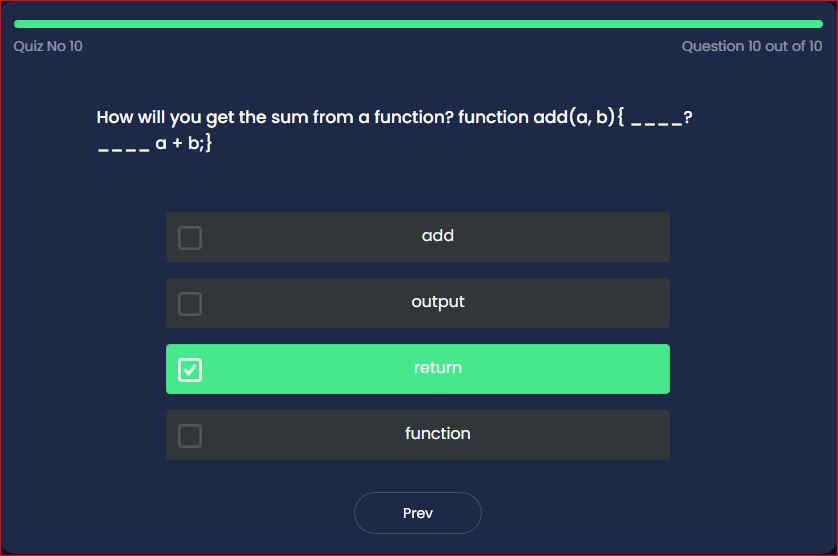 Quiz No 10
Question 10 out of 10
How will you get the sum from a function? function add(a, b){ ____?
____ a + b;}
add
output
return
function
Prev